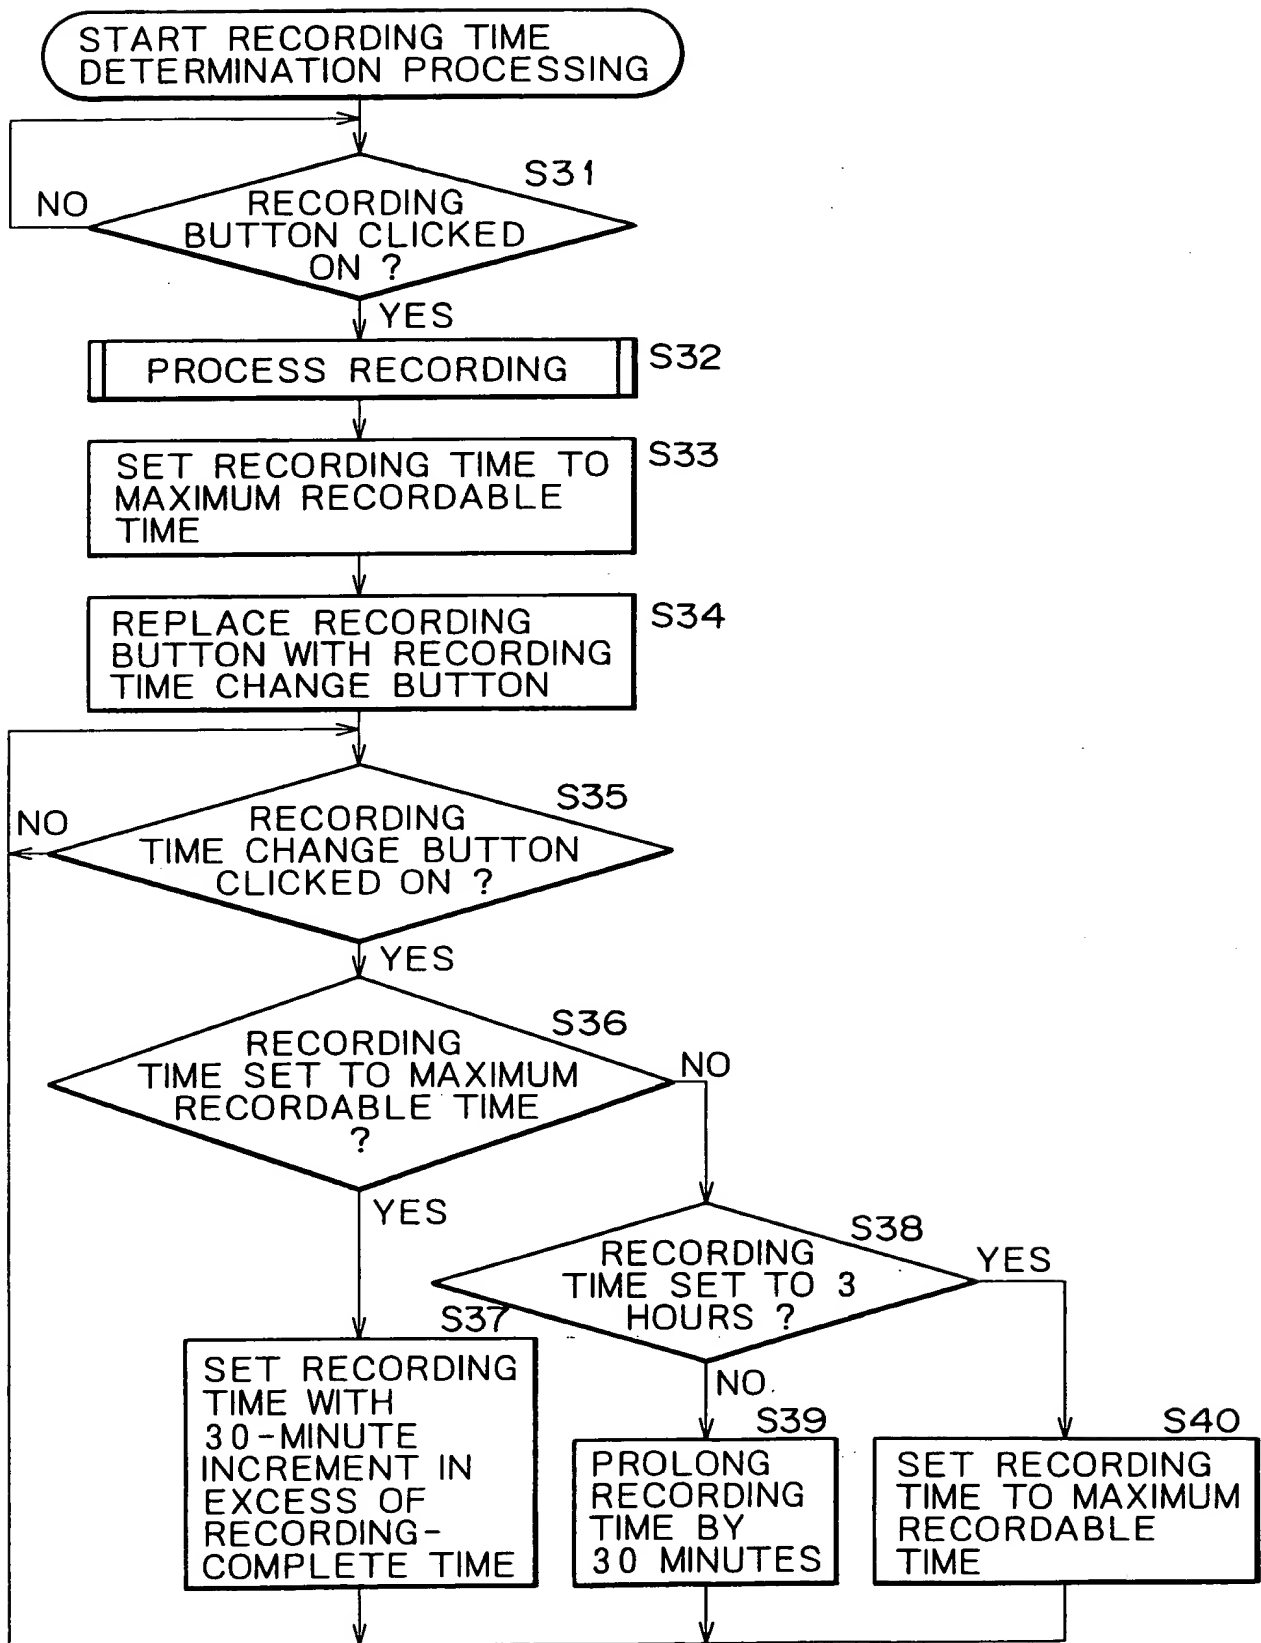 START RECORDING TIME
DETERMINATION PROCESSING
S31
NO
RECORDING
BUTTON CLICKED
ON ?
YES
PROCESS RECORDING
S32
SET RECORDING TIME TO
MAXIMUM RECORDABLE
TIME
S33
REPLACE RECORDING
BUTTON WITH RECORDING
TIME CHANGE BUTTON
S34
S35
NO
RECORDING
TIME CHANGE BUTTON
CLICKED ON ?
YES
S36
RECORDING
TIME SET TO MAXIMUM
RECORDABLE TIME
?
NO
YES
S38
RECORDING
TIME SET TO 3
HOURS ?
YES
NO
S37
SET RECORDING
TIME WITH
30-MINUTE
INCREMENT IN
EXCESS OF
RECORDING-
COMPLETE TIME
S39
PROLONG
RECORDING
TIME BY
30 MINUTES
S40
SET RECORDING
TIME TO MAXIMUM
RECORDABLE
TIME